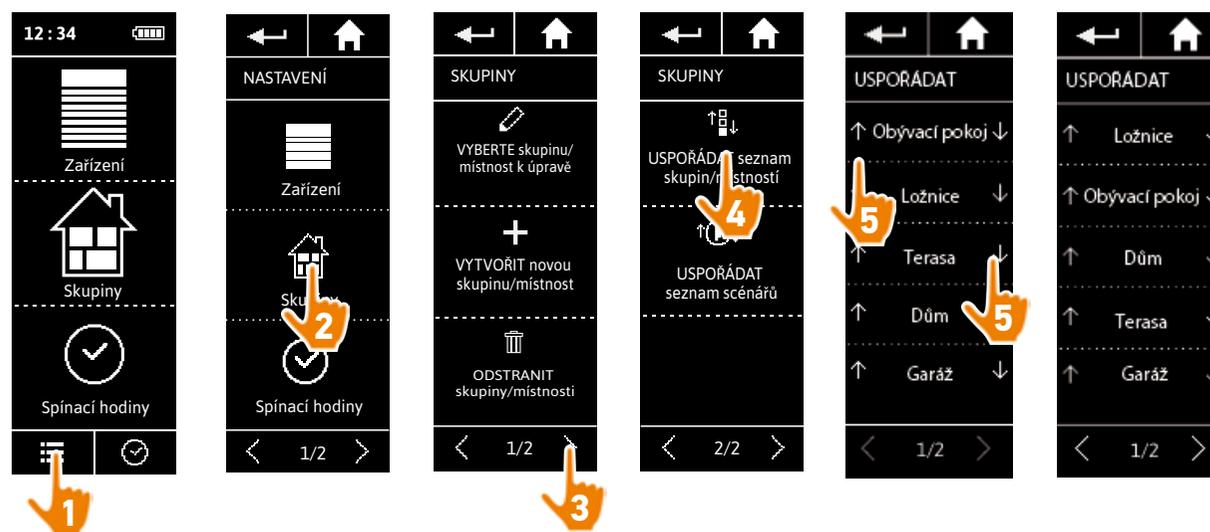 12:34
Zařízení
Skupiny
Spínací hodiny
1
NASTAVENÍ
Zařízení
2
Spínací hodiny
1/2
SKUPINY
VYBERTE skupinu/
místnost k úpravě
VYTVOŘIT novou
skupinu/místnost
ODSTRANIT
skupiny/místnosti
1/2
3
SKUPINY
USPOŘÁDAT seznam
skupin/místností
4
USPOŘÁDAT
seznam scénářů
2/2
USPOŘÁDAT
Obývací pokoj
Ložnice
5
Terasa
Dům
5
Garáž
1/2
USPOŘÁDAT
Ložnice
Obývací pokoj
Dům
Terasa
Garáž
1/2